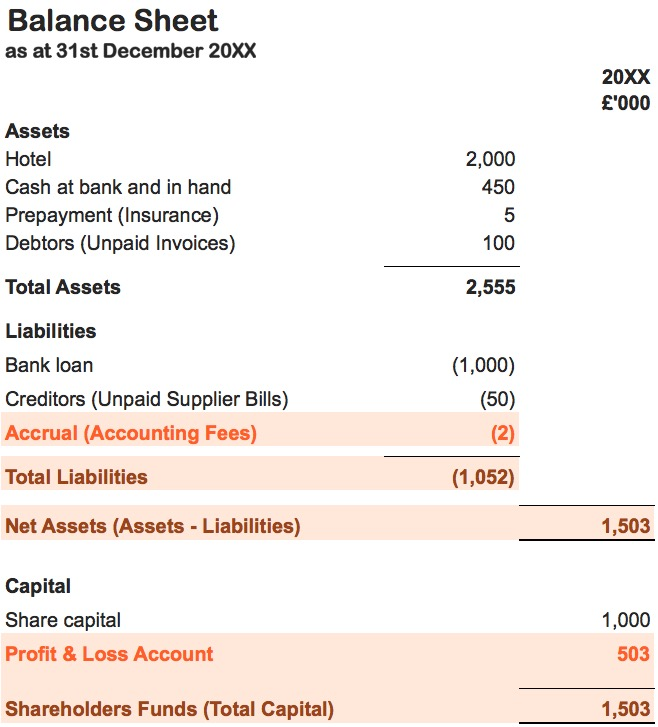 Balance Sheet
as at 31st December 20XX
20XX
£'000
Assets
Hotel 2,000
Cash at bank and in hand 450
Prepayment (Insurance) 5
Debtors (Unpaid Invoices) 100
Total Assets 2,555
Liabilities
Bank loan (1,000)
Creditors (Unpaid Supplier Bills) (50)
Accrual (Accounting Fees) (2)
Total Liabilities (1,052)
Net Assets (Assets - Liabilities) 1,503
Capital
Share capital 1,000
Profit & Loss Account 503
Shareholders Funds (Total Capital) 1,503